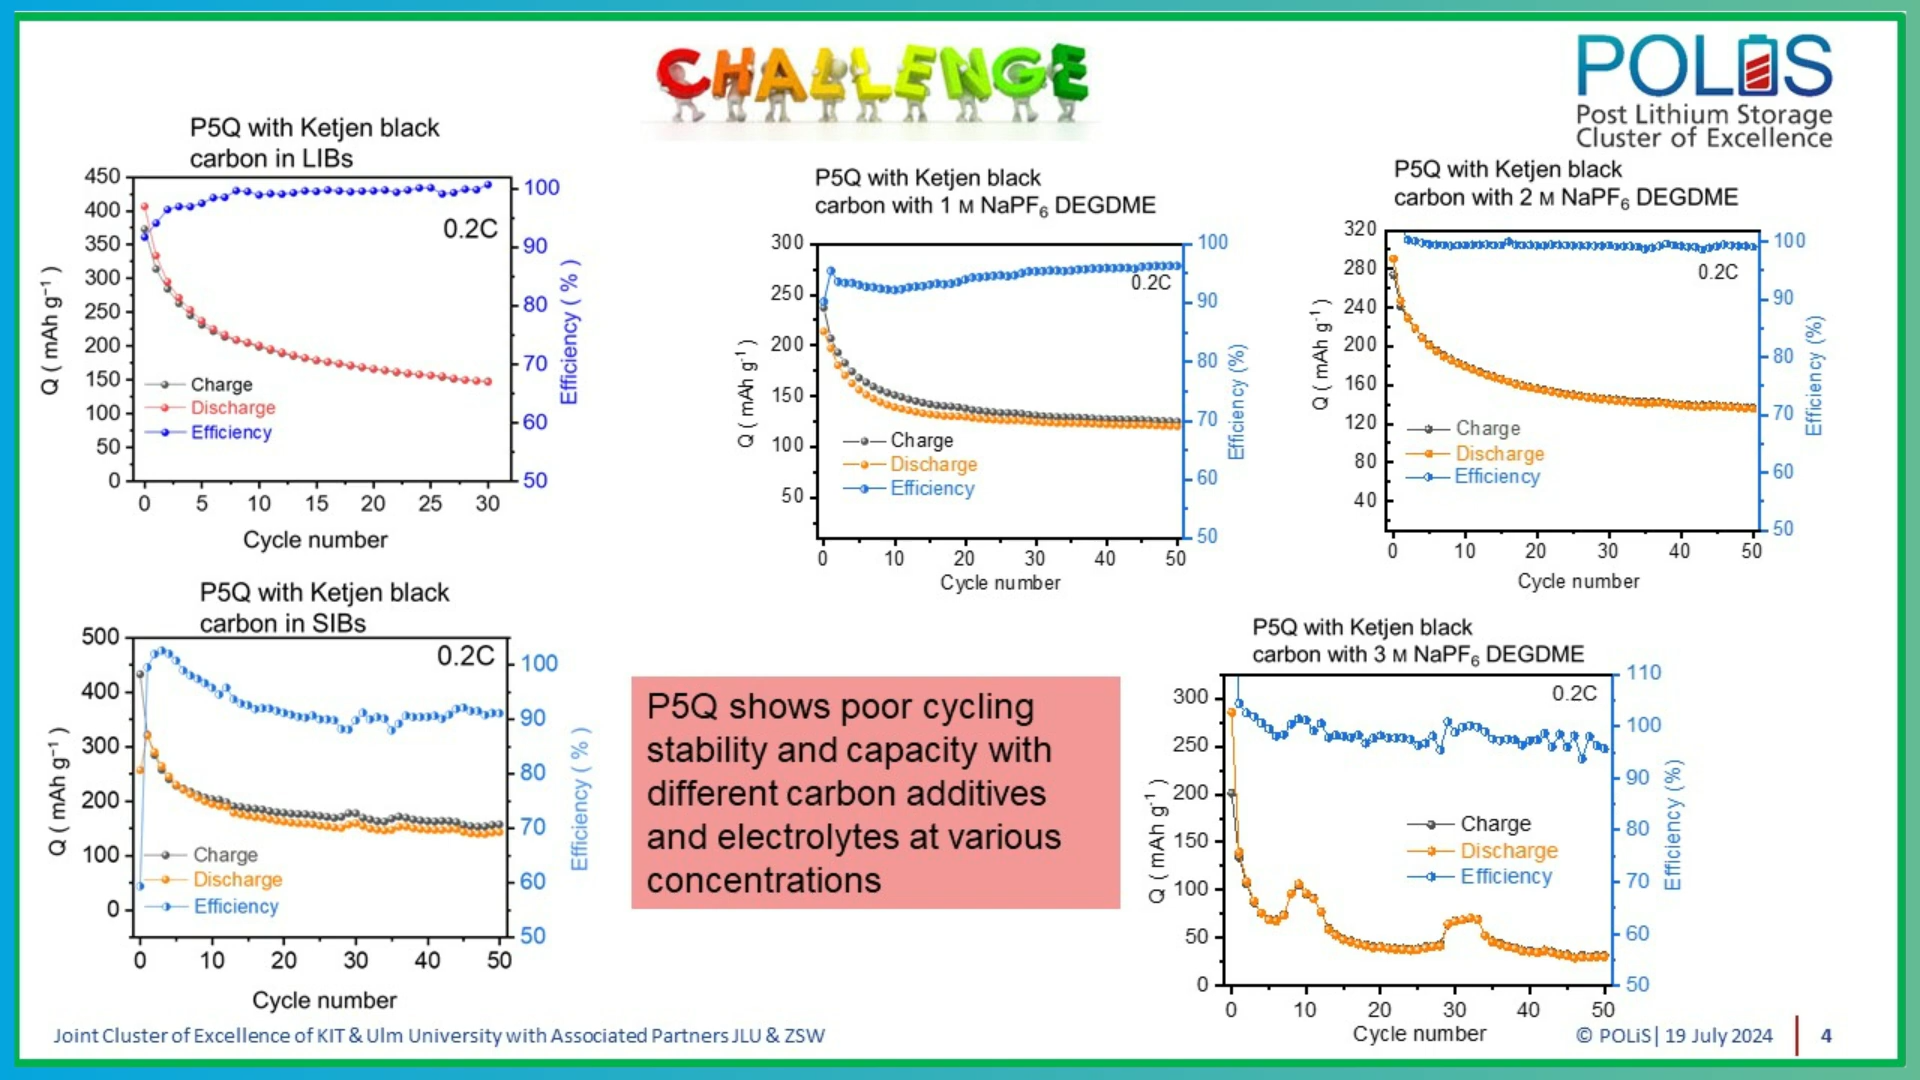 CHALLENGE
POLiS
Post Lithium Storage
Cluster of Excellence
P5Q with Ketjen black
carbon in LIBs
450
400
350
300
250
200
150
100
50
0
Q ( mAh g⁻¹ )
0.2C
Charge
Discharge
Efficiency
100
90
80
70
60
50
Efficiency ( % )
0 5 10 15 20 25 30
Cycle number
P5Q with Ketjen black
carbon with 1 M NaPF₆ DEGDME
300
250
200
150
100
50
Q ( mAh g⁻¹ )
0.2C
Charge
Discharge
Efficiency
100
90
80
70
60
50
Efficiency (%)
0 10 20 30 40 50
Cycle number
P5Q with Ketjen black
carbon with 2 M NaPF₆ DEGDME
320
280
240
200
160
120
80
40
Q ( mAh g⁻¹ )
0.2C
Charge
Discharge
Efficiency
100
90
80
70
60
50
Efficiency (%)
0 10 20 30 40 50
Cycle number
P5Q with Ketjen black
carbon in SIBs
500
400
300
200
100
0
Q ( mAh g⁻¹ )
0.2C
Charge
Discharge
Efficiency
100
90
80
70
60
50
Efficiency ( % )
0 10 20 30 40 50
Cycle number
P5Q shows poor cycling
stability and capacity with
different carbon additives
and electrolytes at various
concentrations
P5Q with Ketjen black
carbon with 3 M NaPF₆ DEGDME
300
250
200
150
100
50
0
Q ( mAh g⁻¹ )
0.2C
Charge
Discharge
Efficiency
110
100
90
80
70
60
50
Efficiency (%)
0 10 20 30 40 50
Cycle number
Joint Cluster of Excellence of KIT & Ulm University with Associated Partners JLU & ZSW
© POLiS| 19 July 2024
4